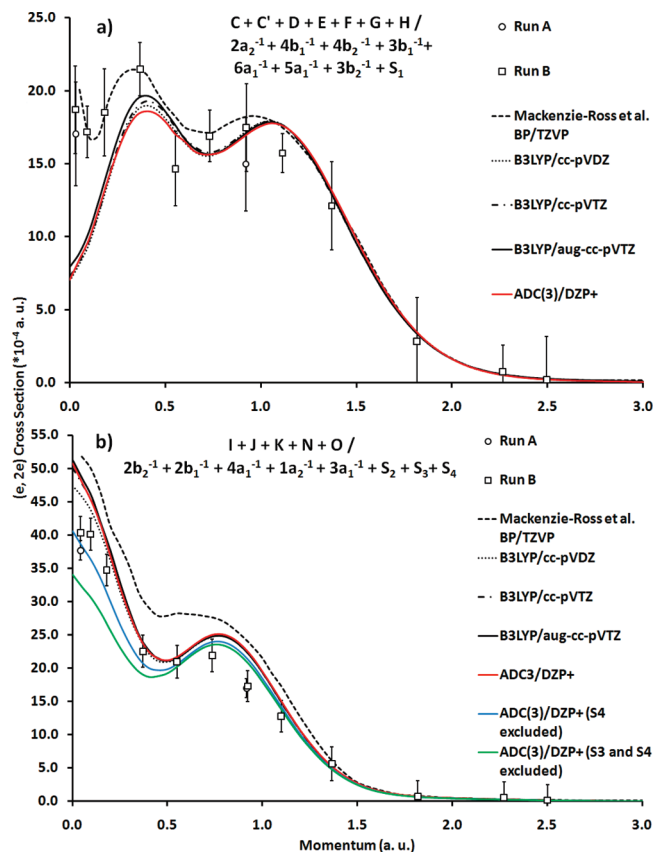 a)
C + C' + D + E + F + G + H /
2a₂⁻¹ + 4b₁⁻¹ + 4b₂⁻¹ + 3b₁⁻¹+
6a₁⁻¹ + 5a₁⁻¹ + 3b₂⁻¹ + S₁
25.0
20.0
15.0
10.0
5.0
0.0
0.0 0.5 1.0 1.5 2.0 2.5 3.0
Run A
Run B
Mackenzie-Ross et al.
BP/TZVP
B3LYP/cc-pVDZ
B3LYP/cc-pVTZ
B3LYP/aug-cc-pVTZ
ADC(3)/DZP+
(e, 2e) Cross Section (*10⁻⁴ a. u.)
b)
I + J + K + N + O /
2b₂⁻¹ + 2b₁⁻¹ + 4a₁⁻¹ + 1a₂⁻¹ + 3a₁⁻¹ + S₂ + S₃+ S₄
55.0
50.0
45.0
40.0
35.0
30.0
25.0
20.0
15.0
10.0
5.0
0.0
0.0 0.5 1.0 1.5 2.0 2.5 3.0
Momentum (a. u.)
Run A
Run B
Mackenzie-Ross et al.
BP/TZVP
B3LYP/cc-pVDZ
B3LYP/cc-pVTZ
B3LYP/aug-cc-pVTZ
ADC3/DZP+
ADC(3)/DZP+ (S4
excluded)
ADC(3)/DZP+ (S3 and S4
excluded)